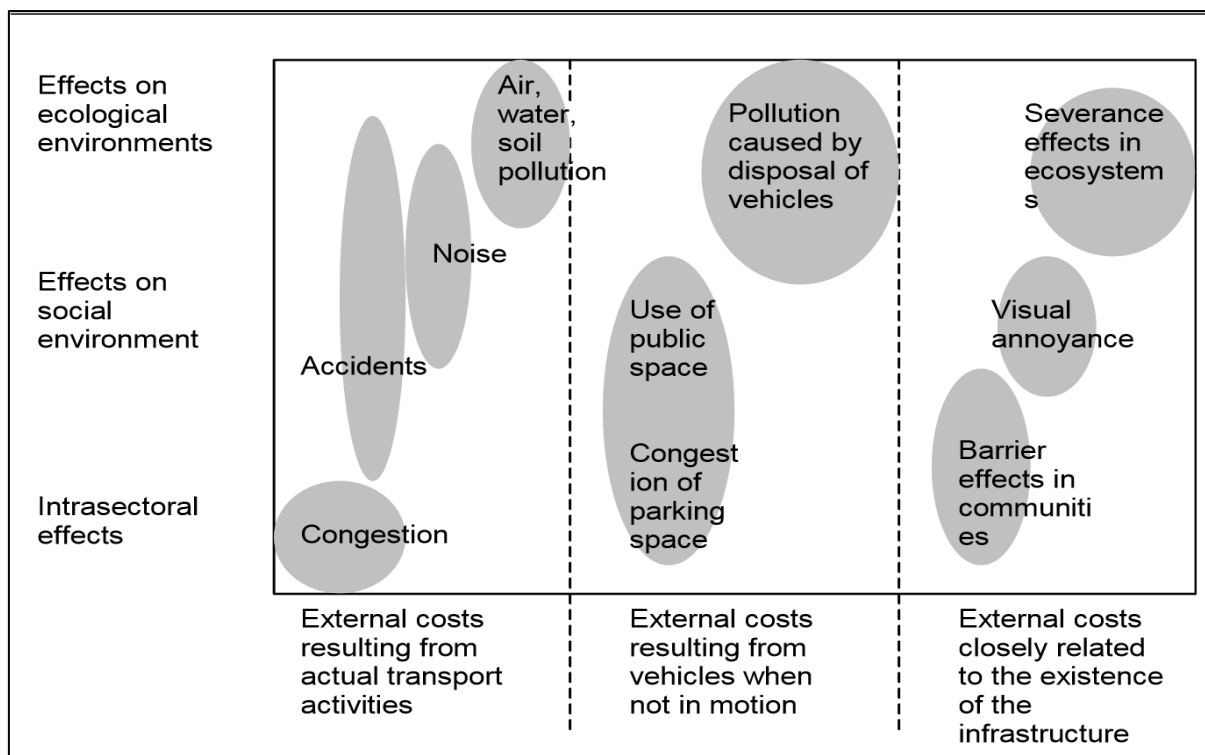 Effects on
ecological
environments
Air,
water,
soil
pollution
Pollution
caused by
disposal of
vehicles
Severance
effects in
ecosystem
s
Noise
Effects on
social
environment
Accidents
Use of
public
space
Visual
annoyance
Congest
ion of
parking
space
Barrier
effects in
communiti
es
Intrasectoral
effects
Congestion
External costs
resulting from
actual transport
activities
External costs
resulting from
vehicles when
not in motion
External costs
closely related
to the existence
of the
infrastructure